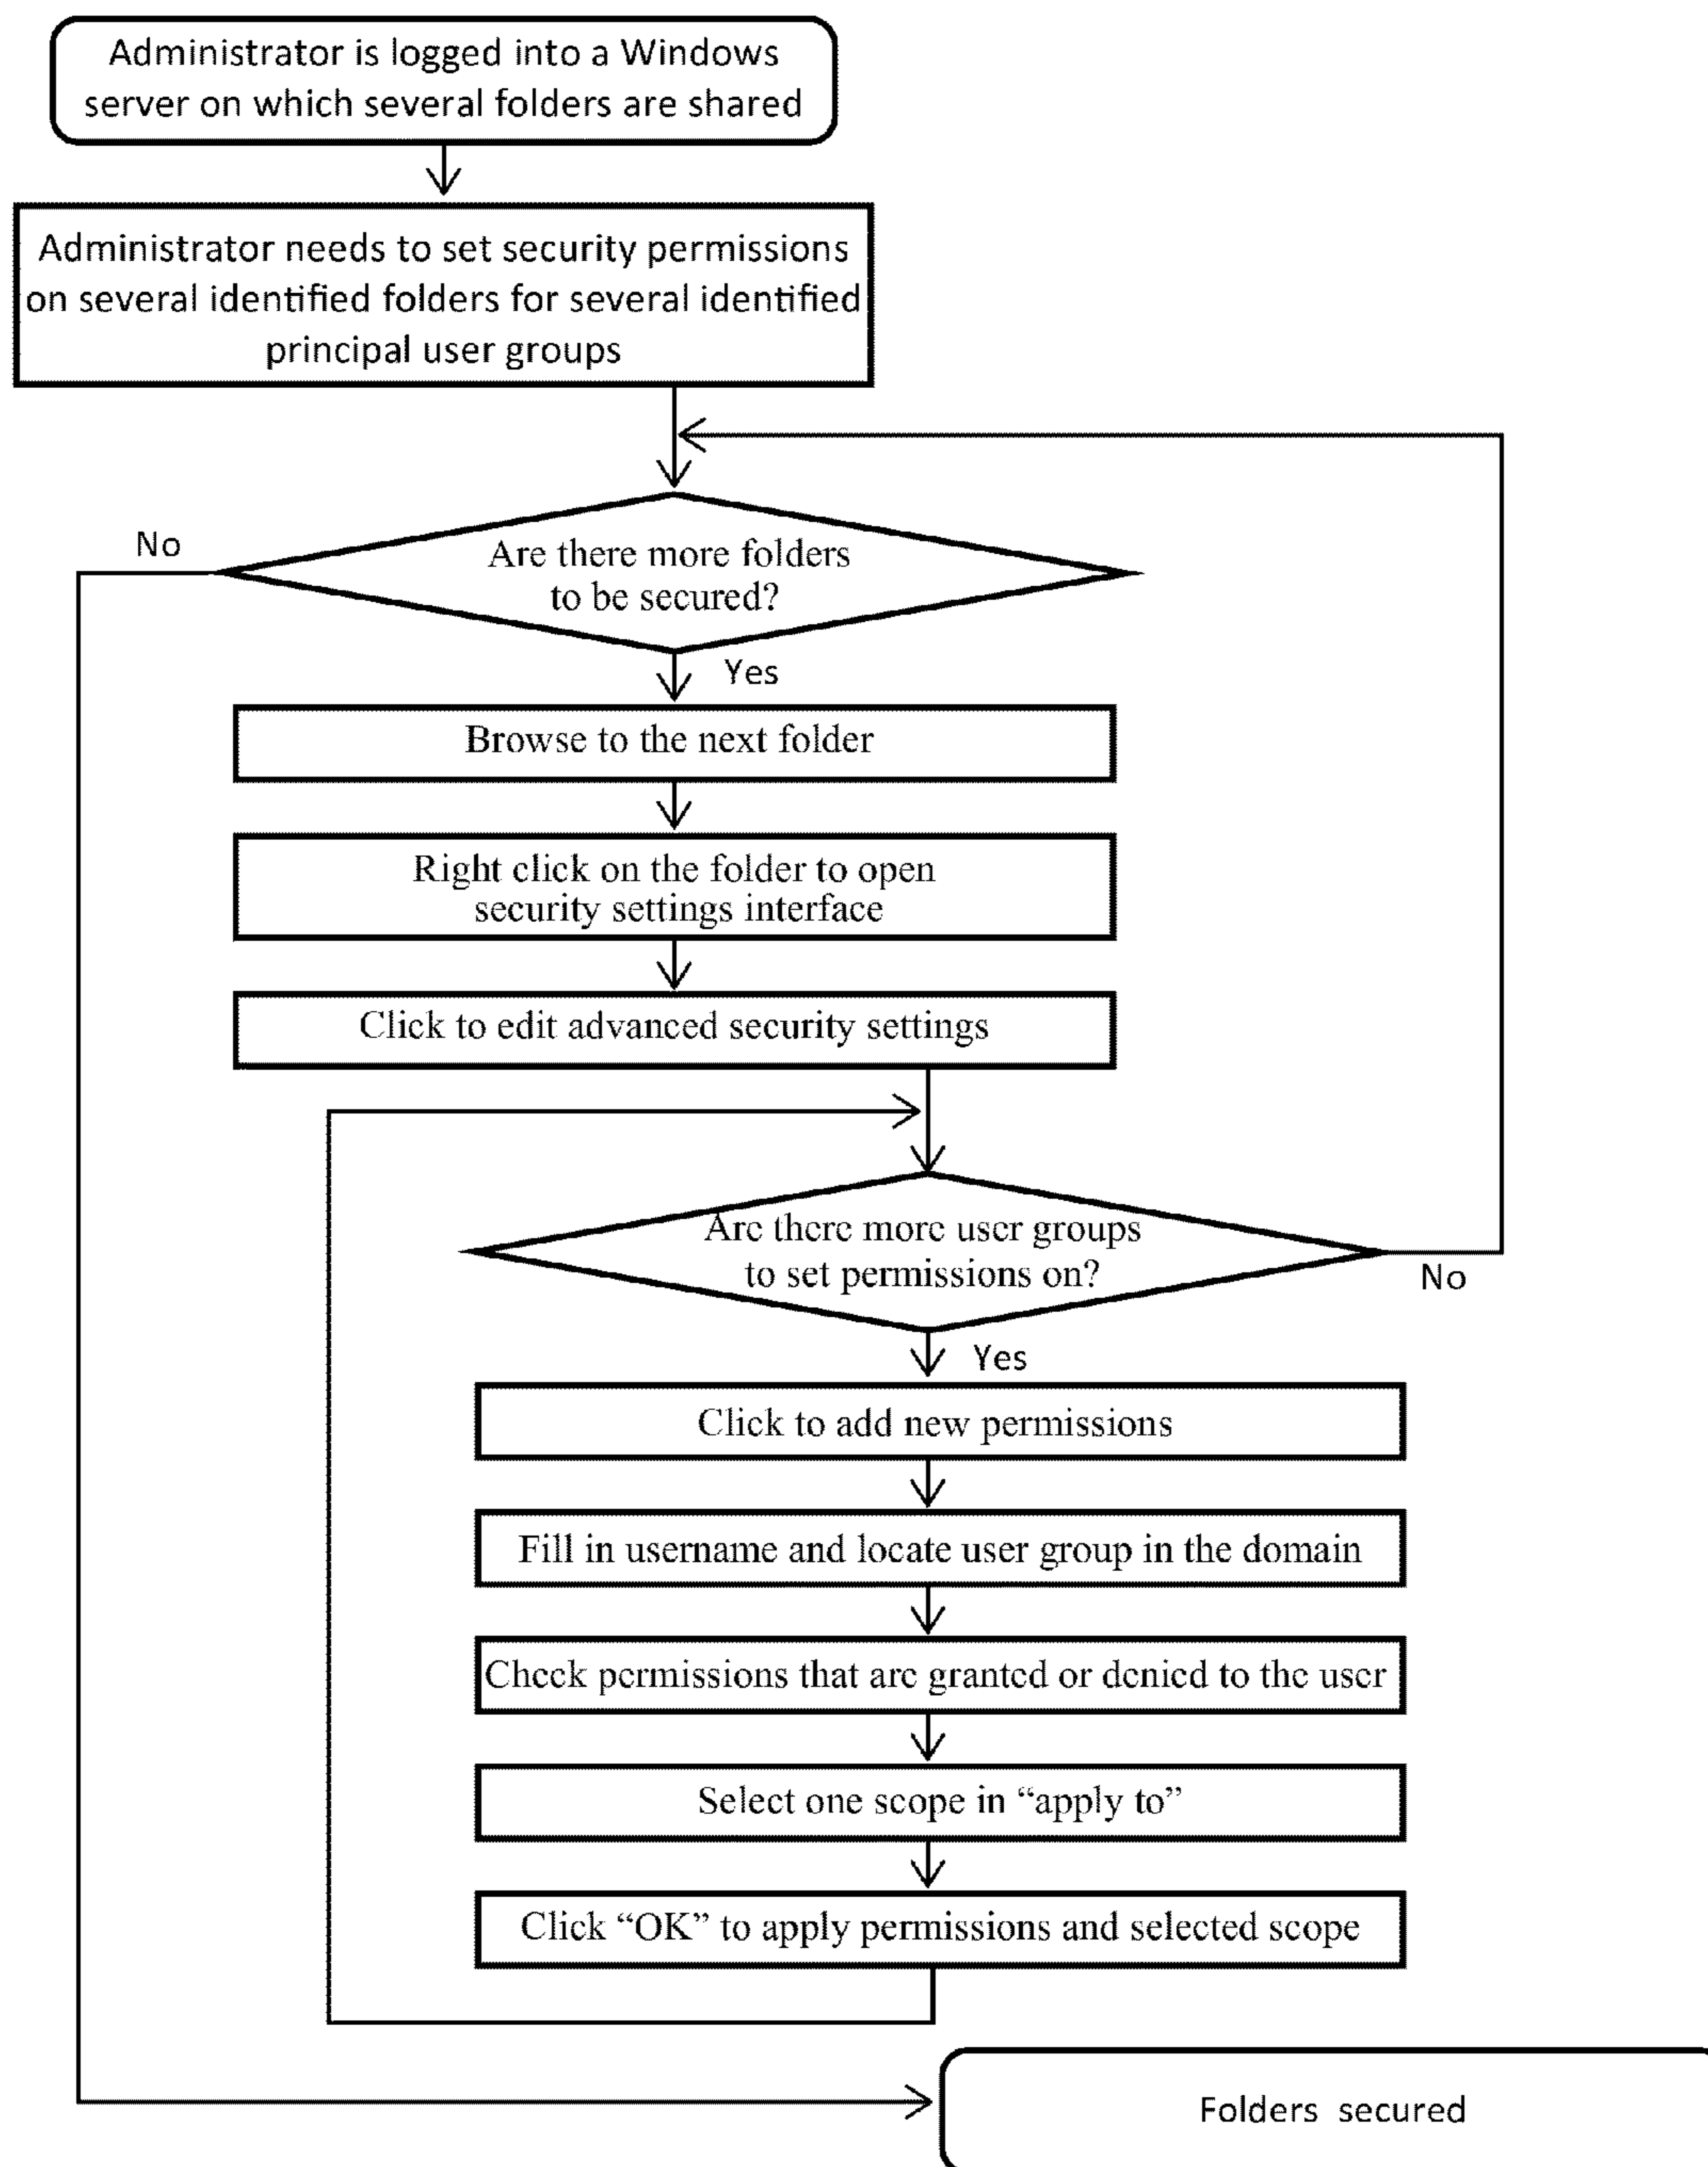 Administrator is logged into a Windows
server on which several folders are shared
Administrator needs to set security permissions
on several identified folders for several identified
principal user groups
No
Are there more folders
to be secured?
Yes
Browse to the next folder
Right click on the folder to open
security settings interface
Click to edit advanced security settings
Are there more user groups
to set permissions on?
No
Yes
Click to add new permissions
Fill in username and locate user group in the domain
Check permissions that are granted or denied to the user
Select one scope in “apply to”
Click “OK” to apply permissions and selected scope
Folders secured